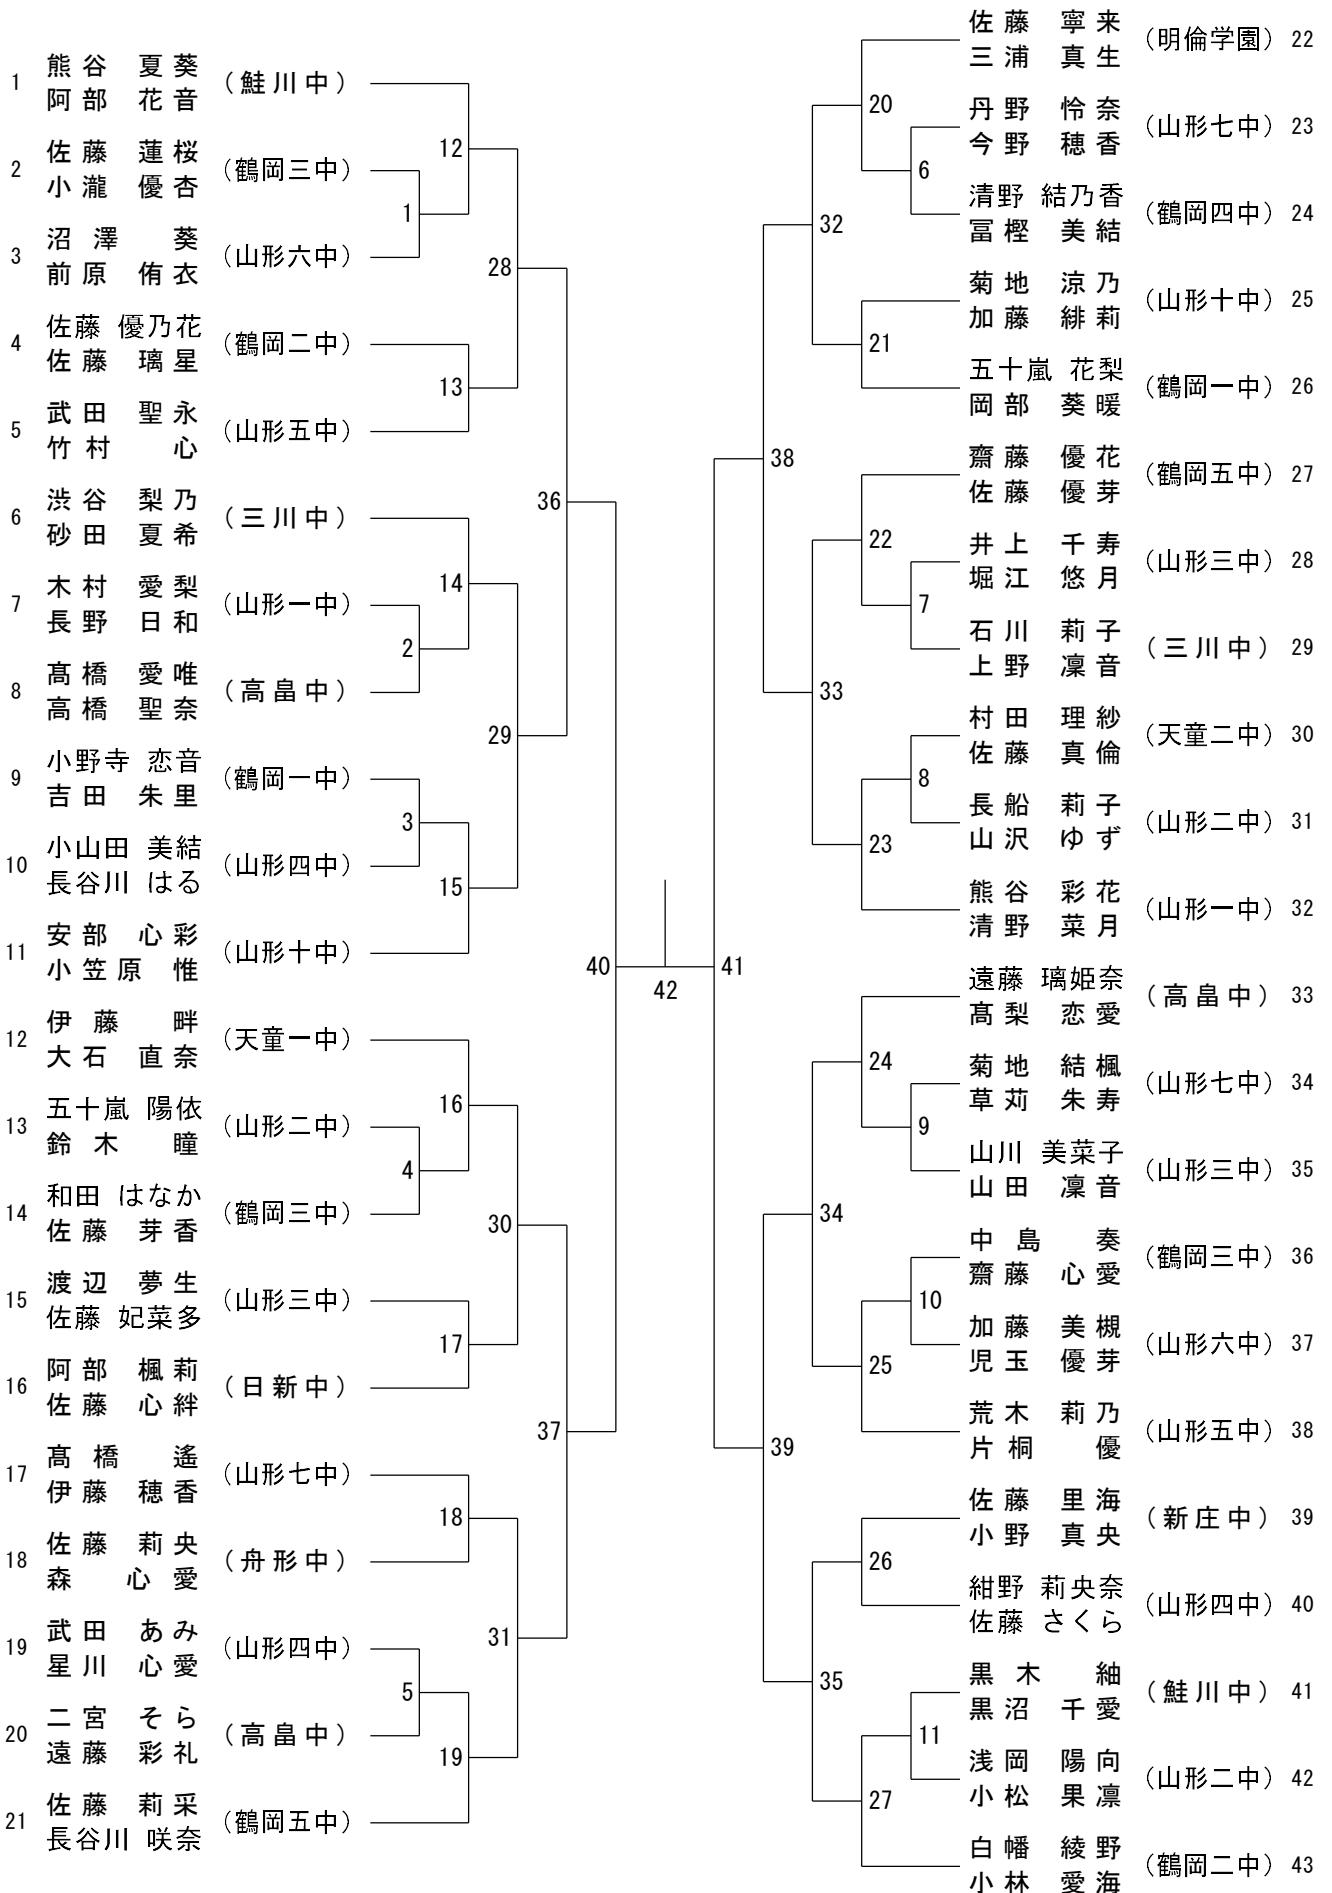 1 熊谷 夏葵 (鮭川中)
阿部 花音
2 佐藤 蓮桜 (鶴岡三中)
小瀧 優杏
3 沼澤 葵 (山形六中)
前原 侑衣
4 佐藤 優乃花 (鶴岡二中)
佐藤 璃星
5 武田 聖永 (山形五中)
竹村 心
6 渋谷 梨乃 (三川中)
砂田 夏希
7 木村 愛梨 (山形一中)
長野 日和
8 髙橋 愛唯 (高畠中)
高橋 聖奈
9 小野寺 恋音 (鶴岡一中)
吉田 朱里
10 小山田 美結 (山形四中)
長谷川 はる
11 安部 心彩 (山形十中)
小笠原 惟
12 伊藤 畔 (天童一中)
大石 直奈
13 五十嵐 陽依 (山形二中)
鈴木 瞳
14 和田 はなか (鶴岡三中)
佐藤 芽香
15 渡辺 夢生 (山形三中)
佐藤 妃菜多
16 阿部 楓莉 (日新中)
佐藤 心絆
17 髙橋 遙 (山形七中)
伊藤 穂香
18 佐藤 莉央 (舟形中)
森 心愛
19 武田 あみ (山形四中)
星川 心愛
20 二宮 そら (高畠中)
遠藤 彩礼
21 佐藤 莉采 (鶴岡五中)
長谷川 咲奈
1
2
3
4
5
12
13
14
15
16
17
18
19
28
29
30
31
36
37
40
42
41
38
39
32
33
34
35
20
21
22
23
24
25
26
27
6
7
8
9
10
11
佐藤 寧来 (明倫学園) 22
三浦 真生
丹野 怜奈 (山形七中) 23
今野 穂香
清野 結乃香 (鶴岡四中) 24
冨樫 美結
菊地 涼乃 (山形十中) 25
加藤 緋莉
五十嵐 花梨 (鶴岡一中) 26
岡部 葵暖
齋藤 優花 (鶴岡五中) 27
佐藤 優芽
井上 千寿 (山形三中) 28
堀江 悠月
石川 莉子 (三川中) 29
上野 凜音
村田 理紗 (天童二中) 30
佐藤 真倫
長船 莉子 (山形二中) 31
山沢 ゆず
熊谷 彩花 (山形一中) 32
清野 菜月
遠藤 璃姫奈 (高畠中) 33
髙梨 恋愛
菊地 結楓 (山形七中) 34
草苅 朱寿
山川 美菜子 (山形三中) 35
山田 凜音
中島 奏 (鶴岡三中) 36
齋藤 心愛
加藤 美槻 (山形六中) 37
児玉 優芽
荒木 莉乃 (山形五中) 38
片桐 優
佐藤 里海 (新庄中) 39
小野 真央
紺野 莉央奈 (山形四中) 40
佐藤 さくら
黒木 紬 (鮭川中) 41
黒沼 千愛
浅岡 陽向 (山形二中) 42
小松 果凛
白幡 綾野 (鶴岡二中) 43
小林 愛海